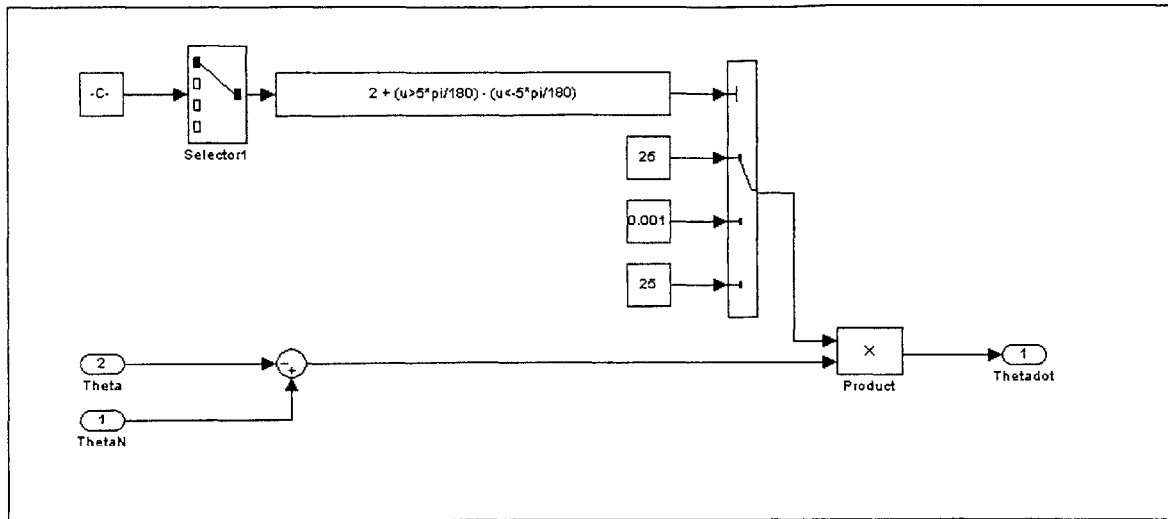 -C-
Selector1
2 + (u>5*pi/180) - (u<-5*pi/180)
25
0.001
25
2
Theta
1
ThetaN
- +
×
Product
1
Thetadot